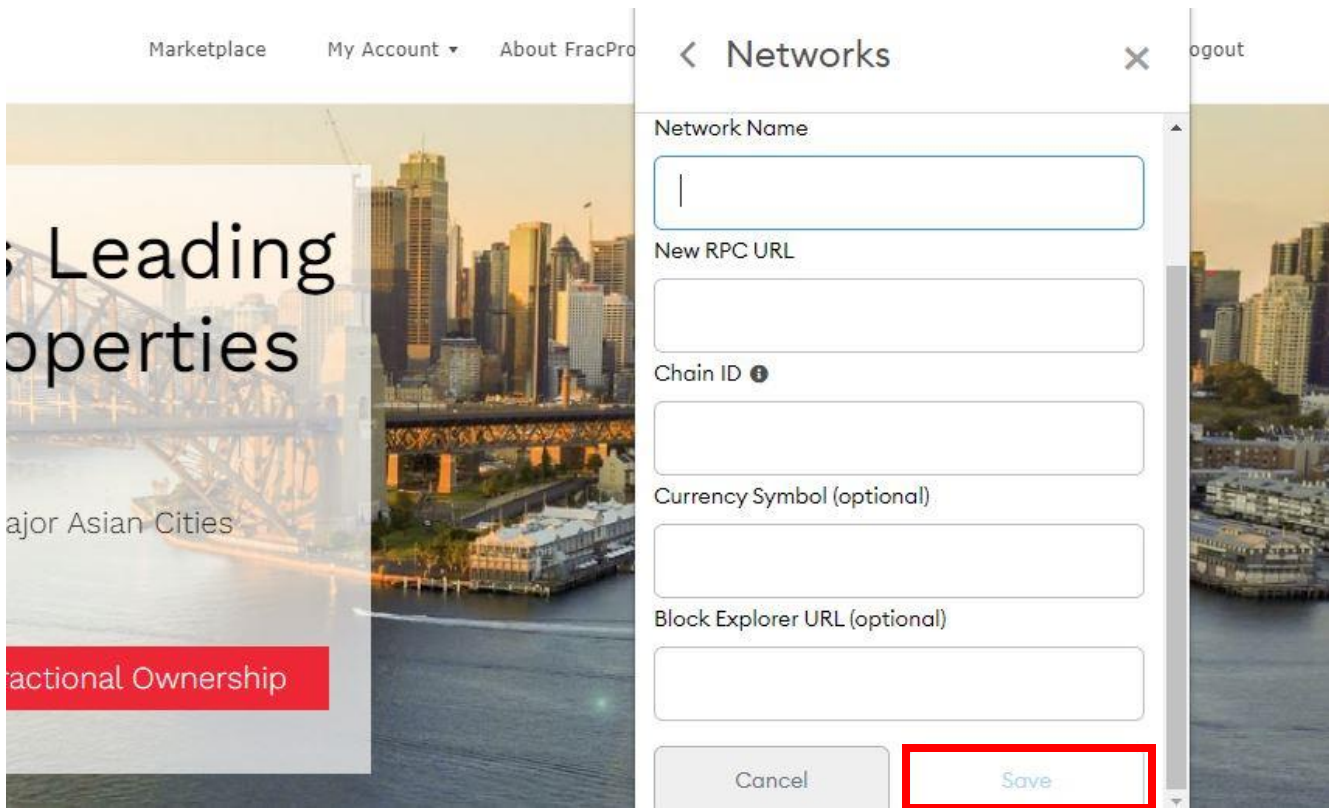 Marketplace My Account About FracPro
ogout
s Leading
operties
ajor Asian Cities
ractional Ownership
Networks
Network Name
New RPC URL
Chain ID
Currency Symbol (optional)
Block Explorer URL (optional)
Cancel Save